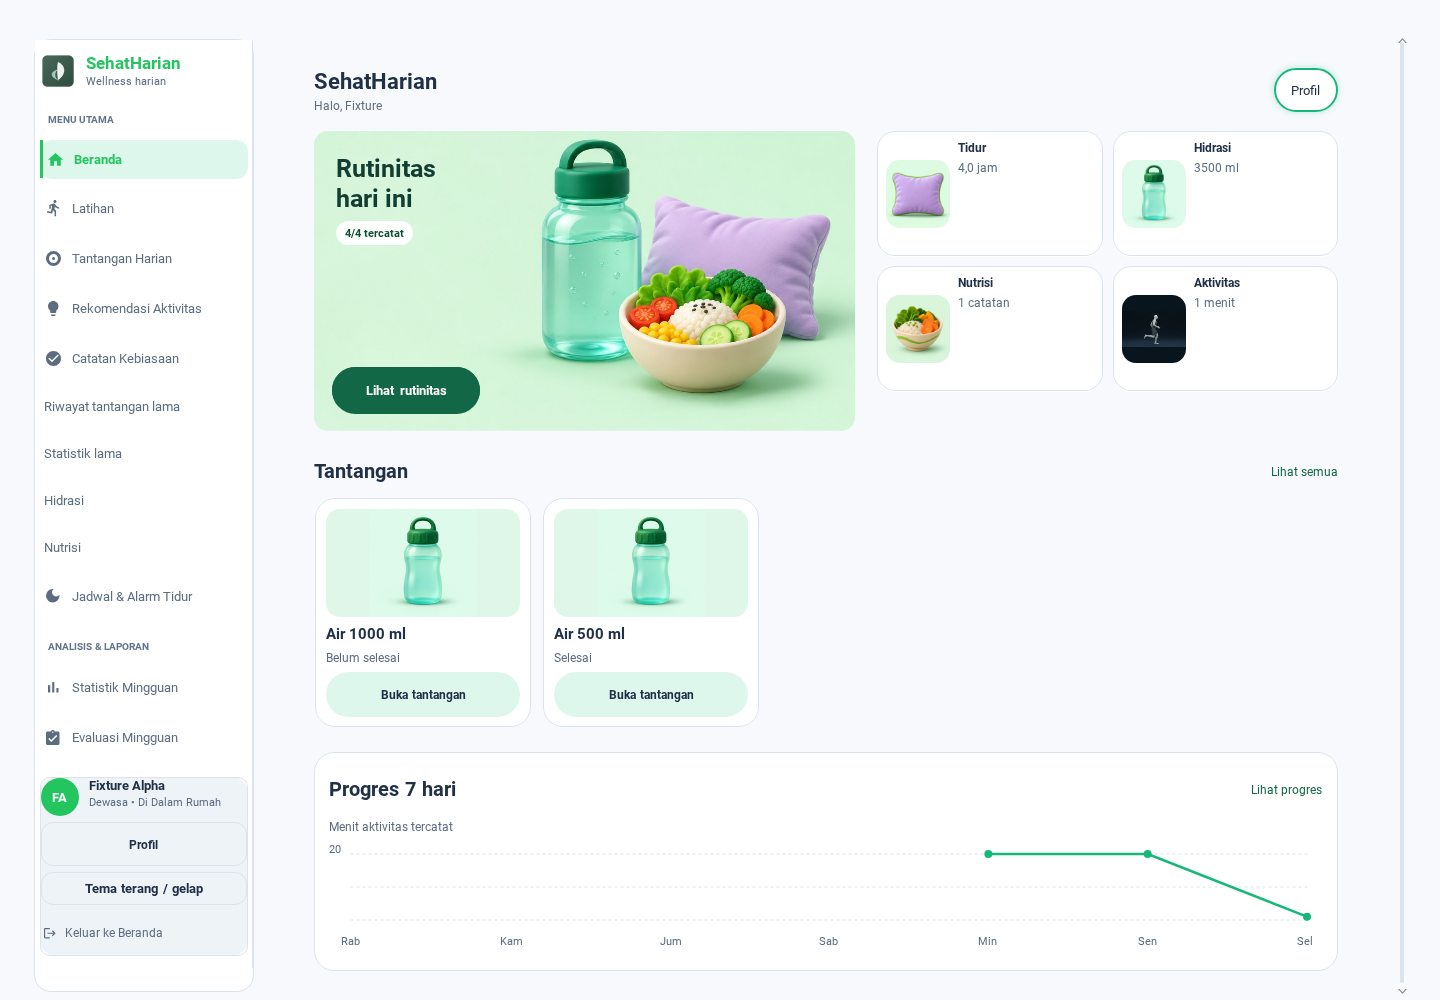 SehatHarian
Wellness harian
MENU UTAMA
Beranda
Latihan
Tantangan Harian
Rekomendasi Aktivitas
Catatan Kebiasaan
Riwayat tantangan lama
Statistik lama
Hidrasi
Nutrisi
Jadwal & Alarm Tidur
ANALISIS & LAPORAN
Statistik Mingguan
Evaluasi Mingguan
FA
Fixture Alpha
Dewasa • Di Dalam Rumah
Profil
Tema terang / gelap
Keluar ke Beranda
SehatHarian
Halo, Fixture
Profil
Rutinitas
hari ini
4/4 tercatat
Lihat rutinitas
Tidur
4,0 jam
Hidrasi
3500 ml
Nutrisi
1 catatan
Aktivitas
1 menit
Tantangan
Lihat semua
Air 1000 ml
Belum selesai
Buka tantangan
Air 500 ml
Selesai
Buka tantangan
Progres 7 hari
Lihat progres
Menit aktivitas tercatat
20
Rab Kam Jum Sab Min Sen Sel